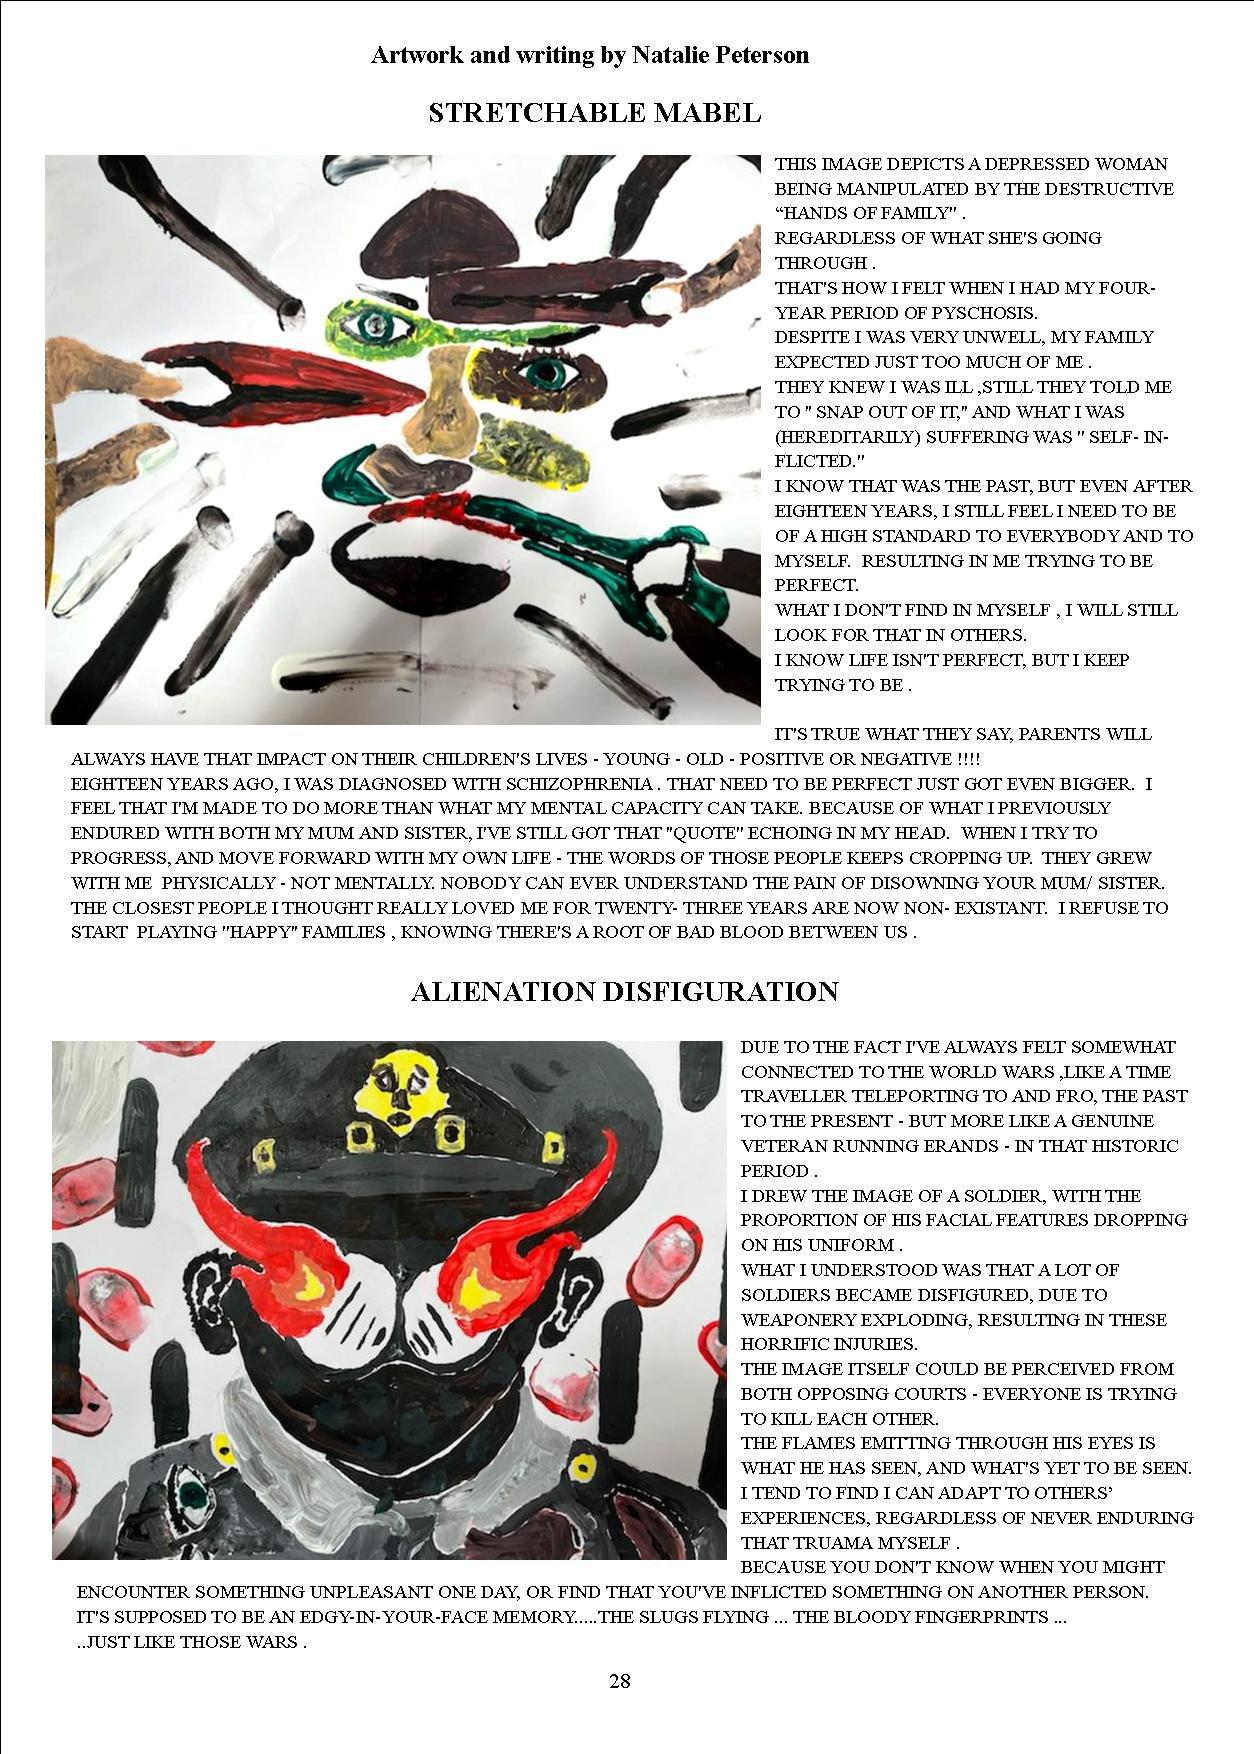 Artwork and writing by Natalie Peterson
STRETCHABLE MABEL
THIS IMAGE DEPICTS A DEPRESSED WOMAN
BEING MANIPULATED BY THE DESTRUCTIVE
“HANDS OF FAMILY" .
REGARDLESS OF WHAT SHE'S GOING
THROUGH .
THAT'S HOW I FELT WHEN I HAD MY FOUR-
YEAR PERIOD OF PYSCHOSIS.
DESPITE I WAS VERY UNWELL, MY FAMILY
EXPECTED JUST TOO MUCH OF ME .
THEY KNEW I WAS ILL ,STILL THEY TOLD ME
TO " SNAP OUT OF IT," AND WHAT I WAS
(HEREDITARILY) SUFFERING WAS " SELF- IN-
FLICTED."
I KNOW THAT WAS THE PAST, BUT EVEN AFTER
EIGHTEEN YEARS, I STILL FEEL I NEED TO BE
OF A HIGH STANDARD TO EVERYBODY AND TO
MYSELF.  RESULTING IN ME TRYING TO BE
PERFECT.
WHAT I DON'T FIND IN MYSELF , I WILL STILL
LOOK FOR THAT IN OTHERS.
I KNOW LIFE ISN'T PERFECT, BUT I KEEP
TRYING TO BE .
IT'S TRUE WHAT THEY SAY, PARENTS WILL
ALWAYS HAVE THAT IMPACT ON THEIR CHILDREN'S LIVES - YOUNG - OLD - POSITIVE OR NEGATIVE !!!!
EIGHTEEN YEARS AGO, I WAS DIAGNOSED WITH SCHIZOPHRENIA . THAT NEED TO BE PERFECT JUST GOT EVEN BIGGER.  I
FEEL THAT I'M MADE TO DO MORE THAN WHAT MY MENTAL CAPACITY CAN TAKE. BECAUSE OF WHAT I PREVIOUSLY
ENDURED WITH BOTH MY MUM AND SISTER, I'VE STILL GOT THAT "QUOTE" ECHOING IN MY HEAD.  WHEN I TRY TO
PROGRESS, AND MOVE FORWARD WITH MY OWN LIFE - THE WORDS OF THOSE PEOPLE KEEPS CROPPING UP.  THEY GREW
WITH ME  PHYSICALLY - NOT MENTALLY. NOBODY CAN EVER UNDERSTAND THE PAIN OF DISOWNING YOUR MUM/ SISTER.
THE CLOSEST PEOPLE I THOUGHT REALLY LOVED ME FOR TWENTY- THREE YEARS ARE NOW NON- EXISTANT.  I REFUSE TO
START  PLAYING "HAPPY" FAMILIES , KNOWING THERE'S A ROOT OF BAD BLOOD BETWEEN US .
ALIENATION DISFIGURATION
DUE TO THE FACT I'VE ALWAYS FELT SOMEWHAT
CONNECTED TO THE WORLD WARS ,LIKE A TIME
TRAVELLER TELEPORTING TO AND FRO, THE PAST
TO THE PRESENT - BUT MORE LIKE A GENUINE
VETERAN RUNNING ERANDS - IN THAT HISTORIC
PERIOD .
I DREW THE IMAGE OF A SOLDIER, WITH THE
PROPORTION OF HIS FACIAL FEATURES DROPPING
ON HIS UNIFORM .
WHAT I UNDERSTOOD WAS THAT A LOT OF
SOLDIERS BECAME DISFIGURED, DUE TO
WEAPONERY EXPLODING, RESULTING IN THESE
HORRIFIC INJURIES.
THE IMAGE ITSELF COULD BE PERCEIVED FROM
BOTH OPPOSING COURTS - EVERYONE IS TRYING
TO KILL EACH OTHER.
THE FLAMES EMITTING THROUGH HIS EYES IS
WHAT HE HAS SEEN, AND WHAT'S YET TO BE SEEN.
I TEND TO FIND I CAN ADAPT TO OTHERS’
EXPERIENCES, REGARDLESS OF NEVER ENDURING
THAT TRUAMA MYSELF .
BECAUSE YOU DON'T KNOW WHEN YOU MIGHT
ENCOUNTER SOMETHING UNPLEASANT ONE DAY, OR FIND THAT YOU'VE INFLICTED SOMETHING ON ANOTHER PERSON.
IT'S SUPPOSED TO BE AN EDGY-IN-YOUR-FACE MEMORY.....THE SLUGS FLYING ... THE BLOODY FINGERPRINTS ...
..JUST LIKE THOSE WARS .
28